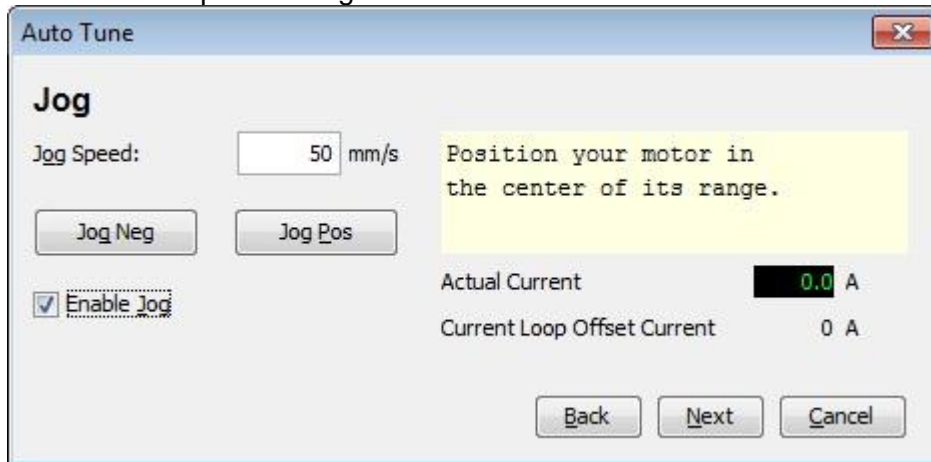 Auto Tune
Jog
Jog Speed: 50 mm/s
Position your motor in
the center of its range.
Jog Neg Jog Pos
Actual Current 0.0 A
Enable Jog
Current Loop Offset Current 0 A
Back Next Cancel